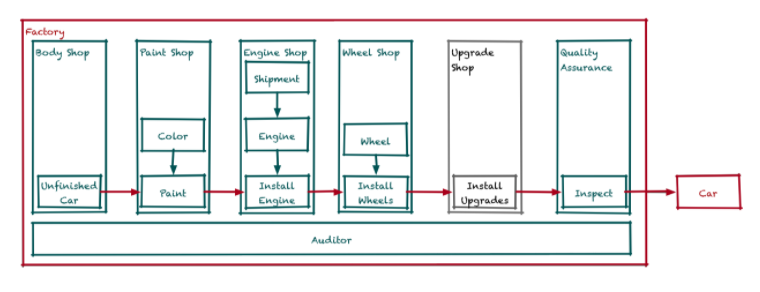 Factory
Body Shop
Paint Shop
Engine Shop
Wheel Shop
Upgrade
Shop
Quality
Assurance
Shipment
Color
Engine
Wheel
Unfinished
Car
Paint
Install
Engine
Install
Wheels
Install
Upgrades
Inspect
Car
Auditor